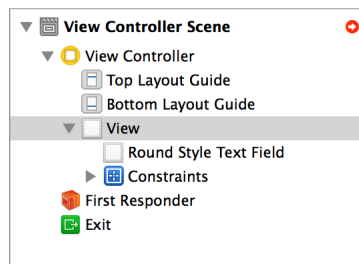 View Controller Scene
View Controller
Top Layout Guide
Bottom Layout Guide
View
Round Style Text Field
Constraints
First Responder
Exit